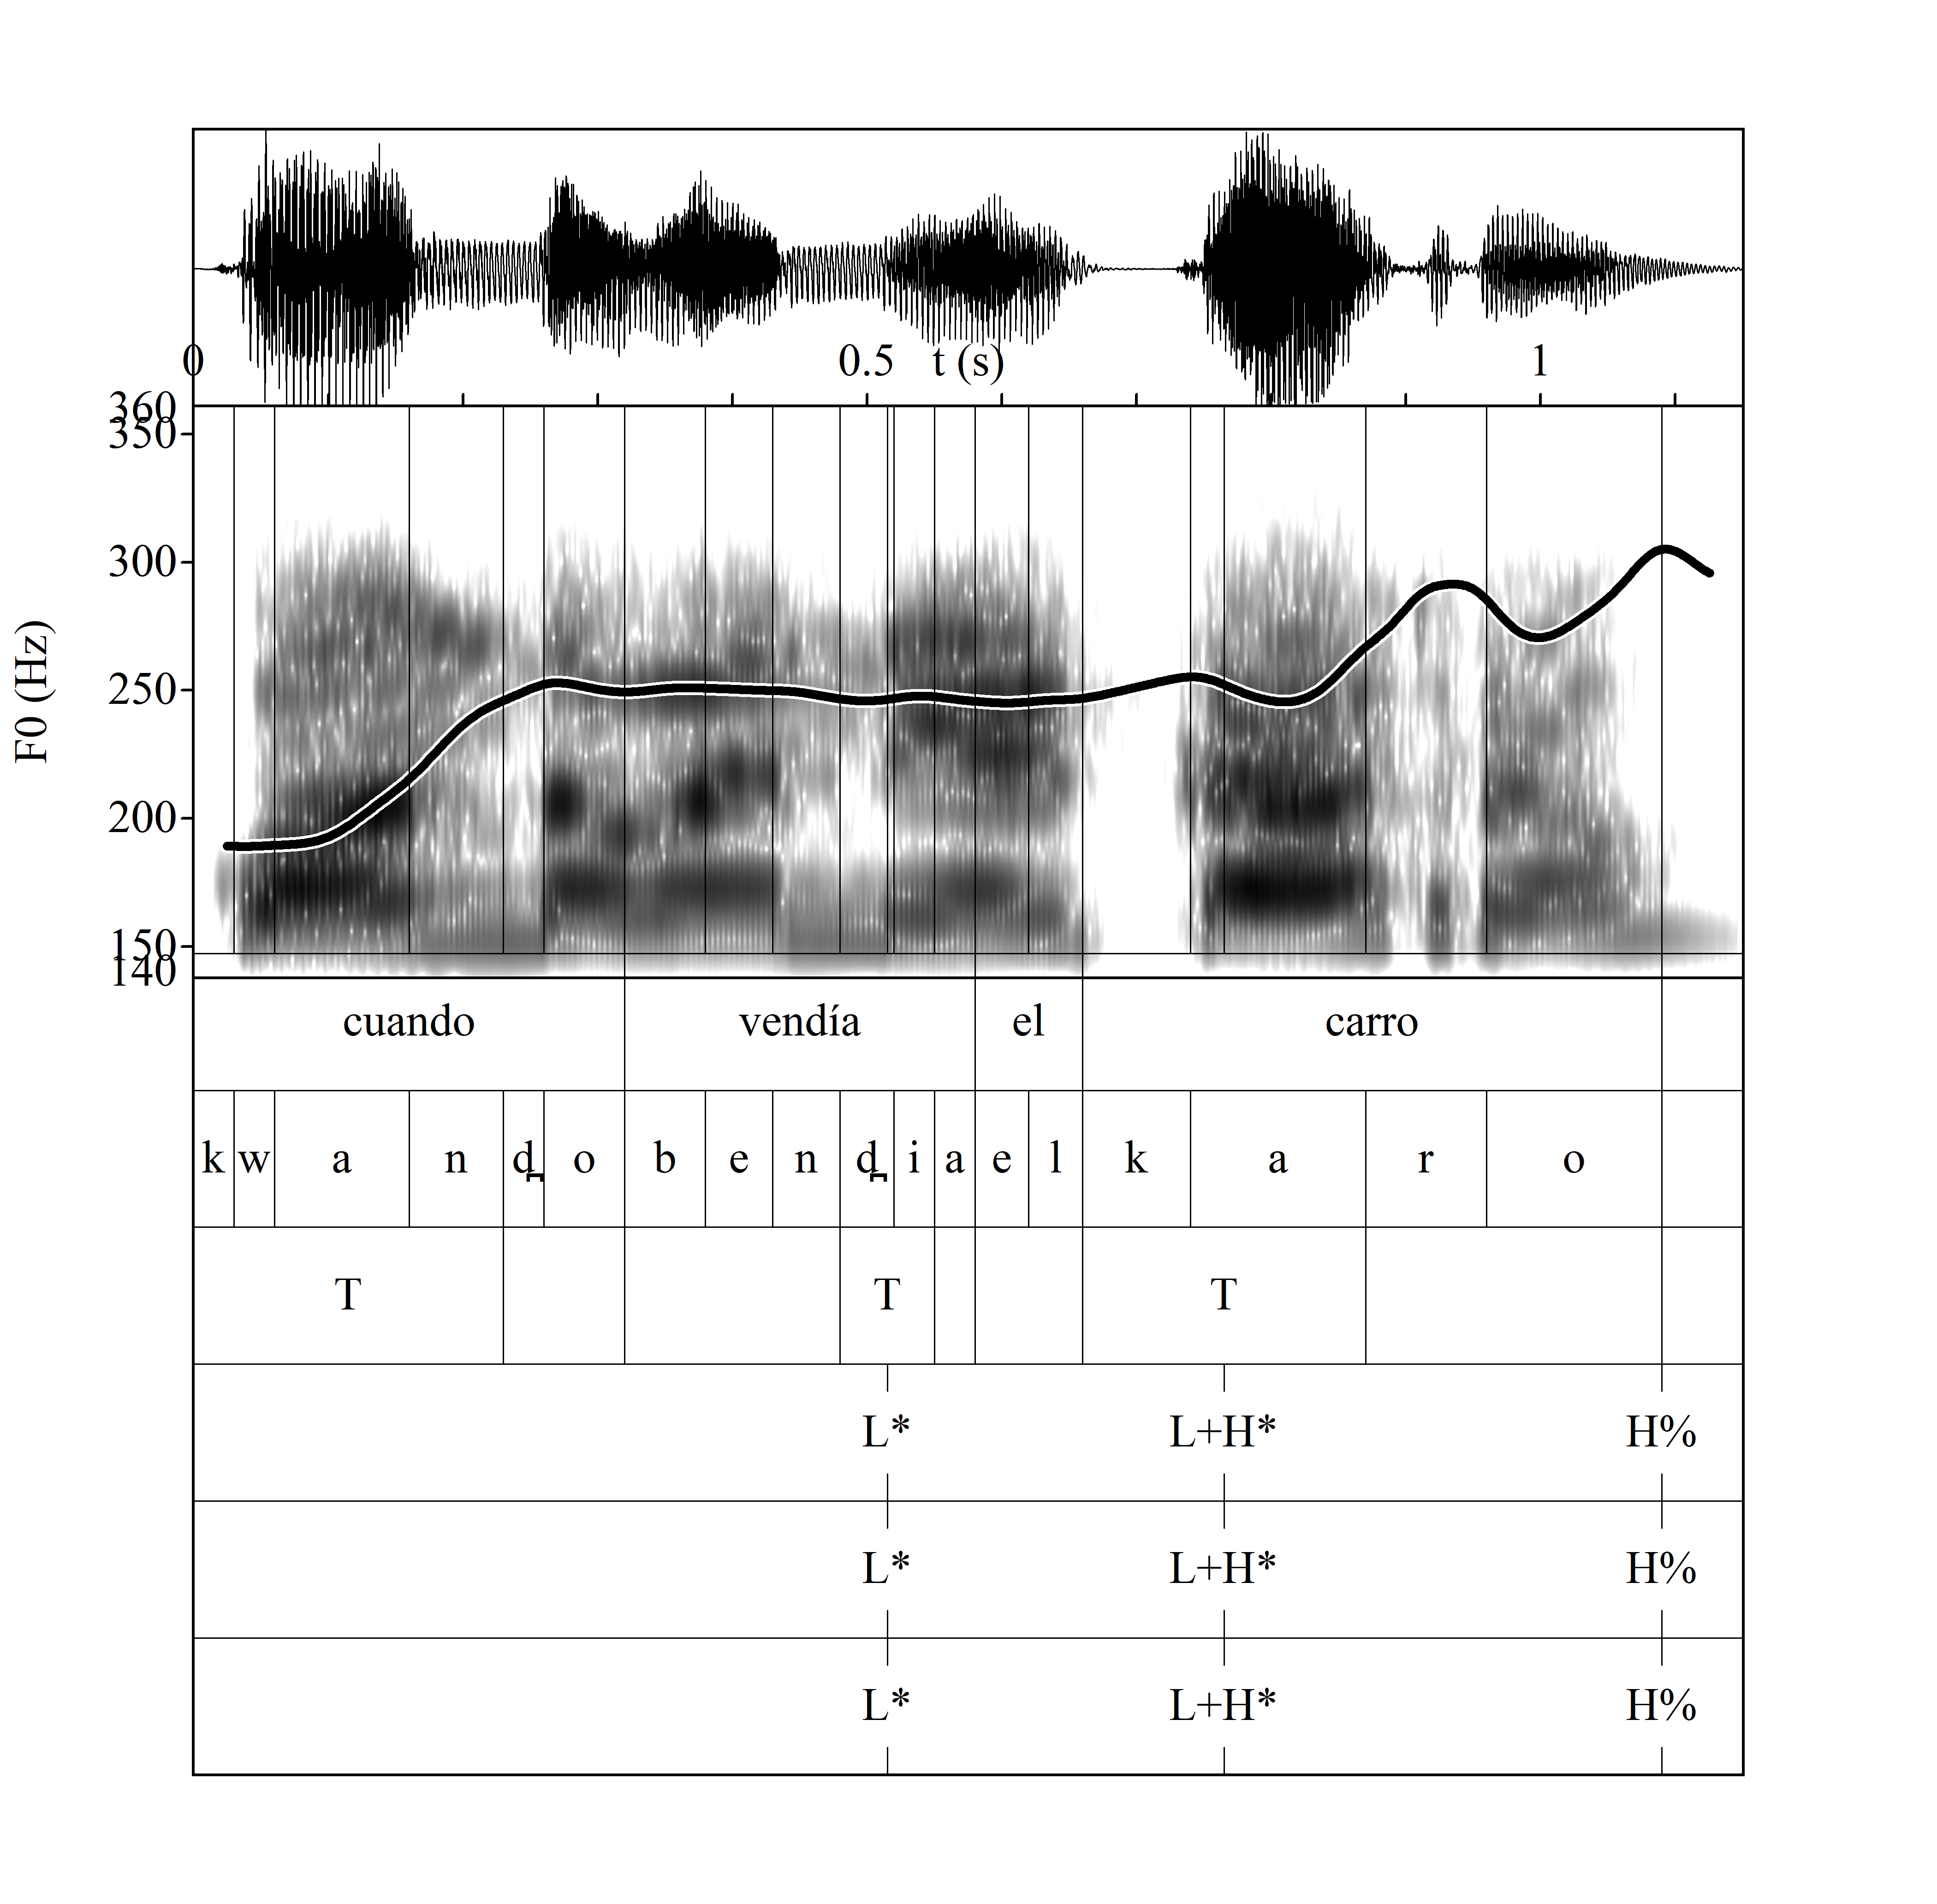 0 0.5 t (s) 1
360
350
300
250
200
150
140
F0 (Hz)
cuando vendía el carro
k w a n d̪ o b e n d̪ i a e l k a r o
T T T
L* L+H* H%
L* L+H* H%
L* L+H* H%